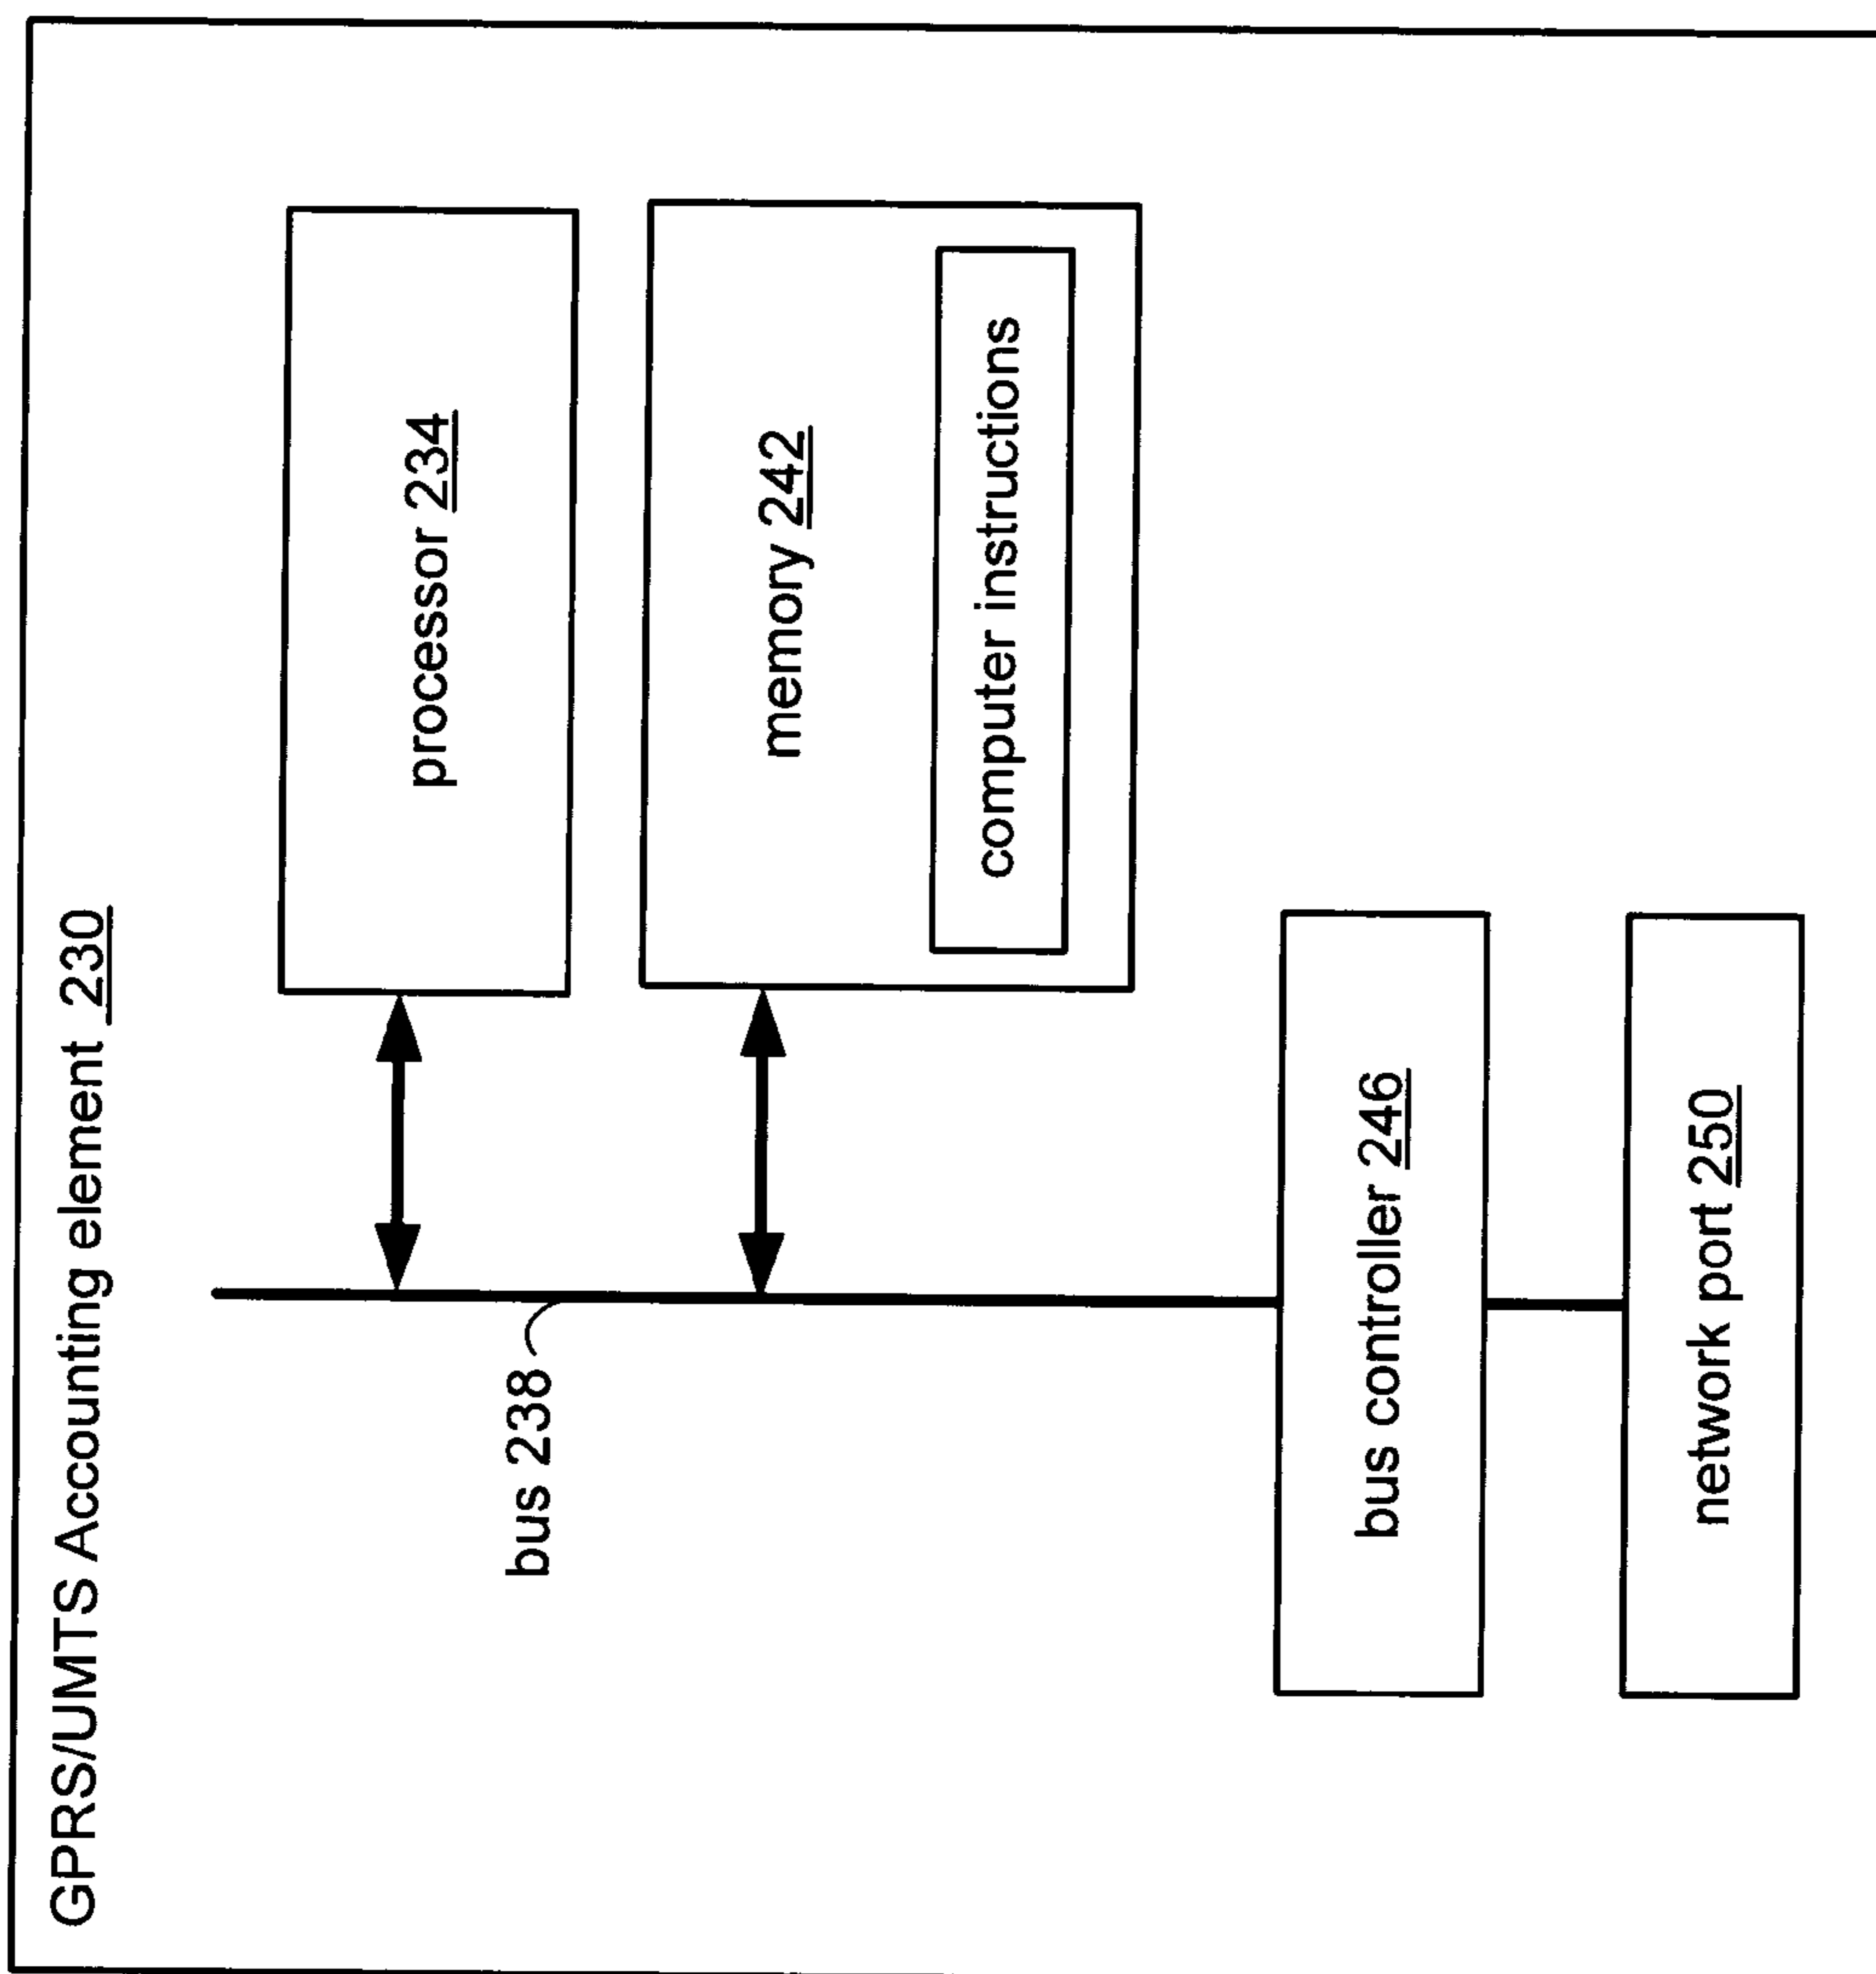 GPRS/UMTS Accounting element 230
processor 234
memory 242
computer instructions
bus 238
bus controller 246
network port 250